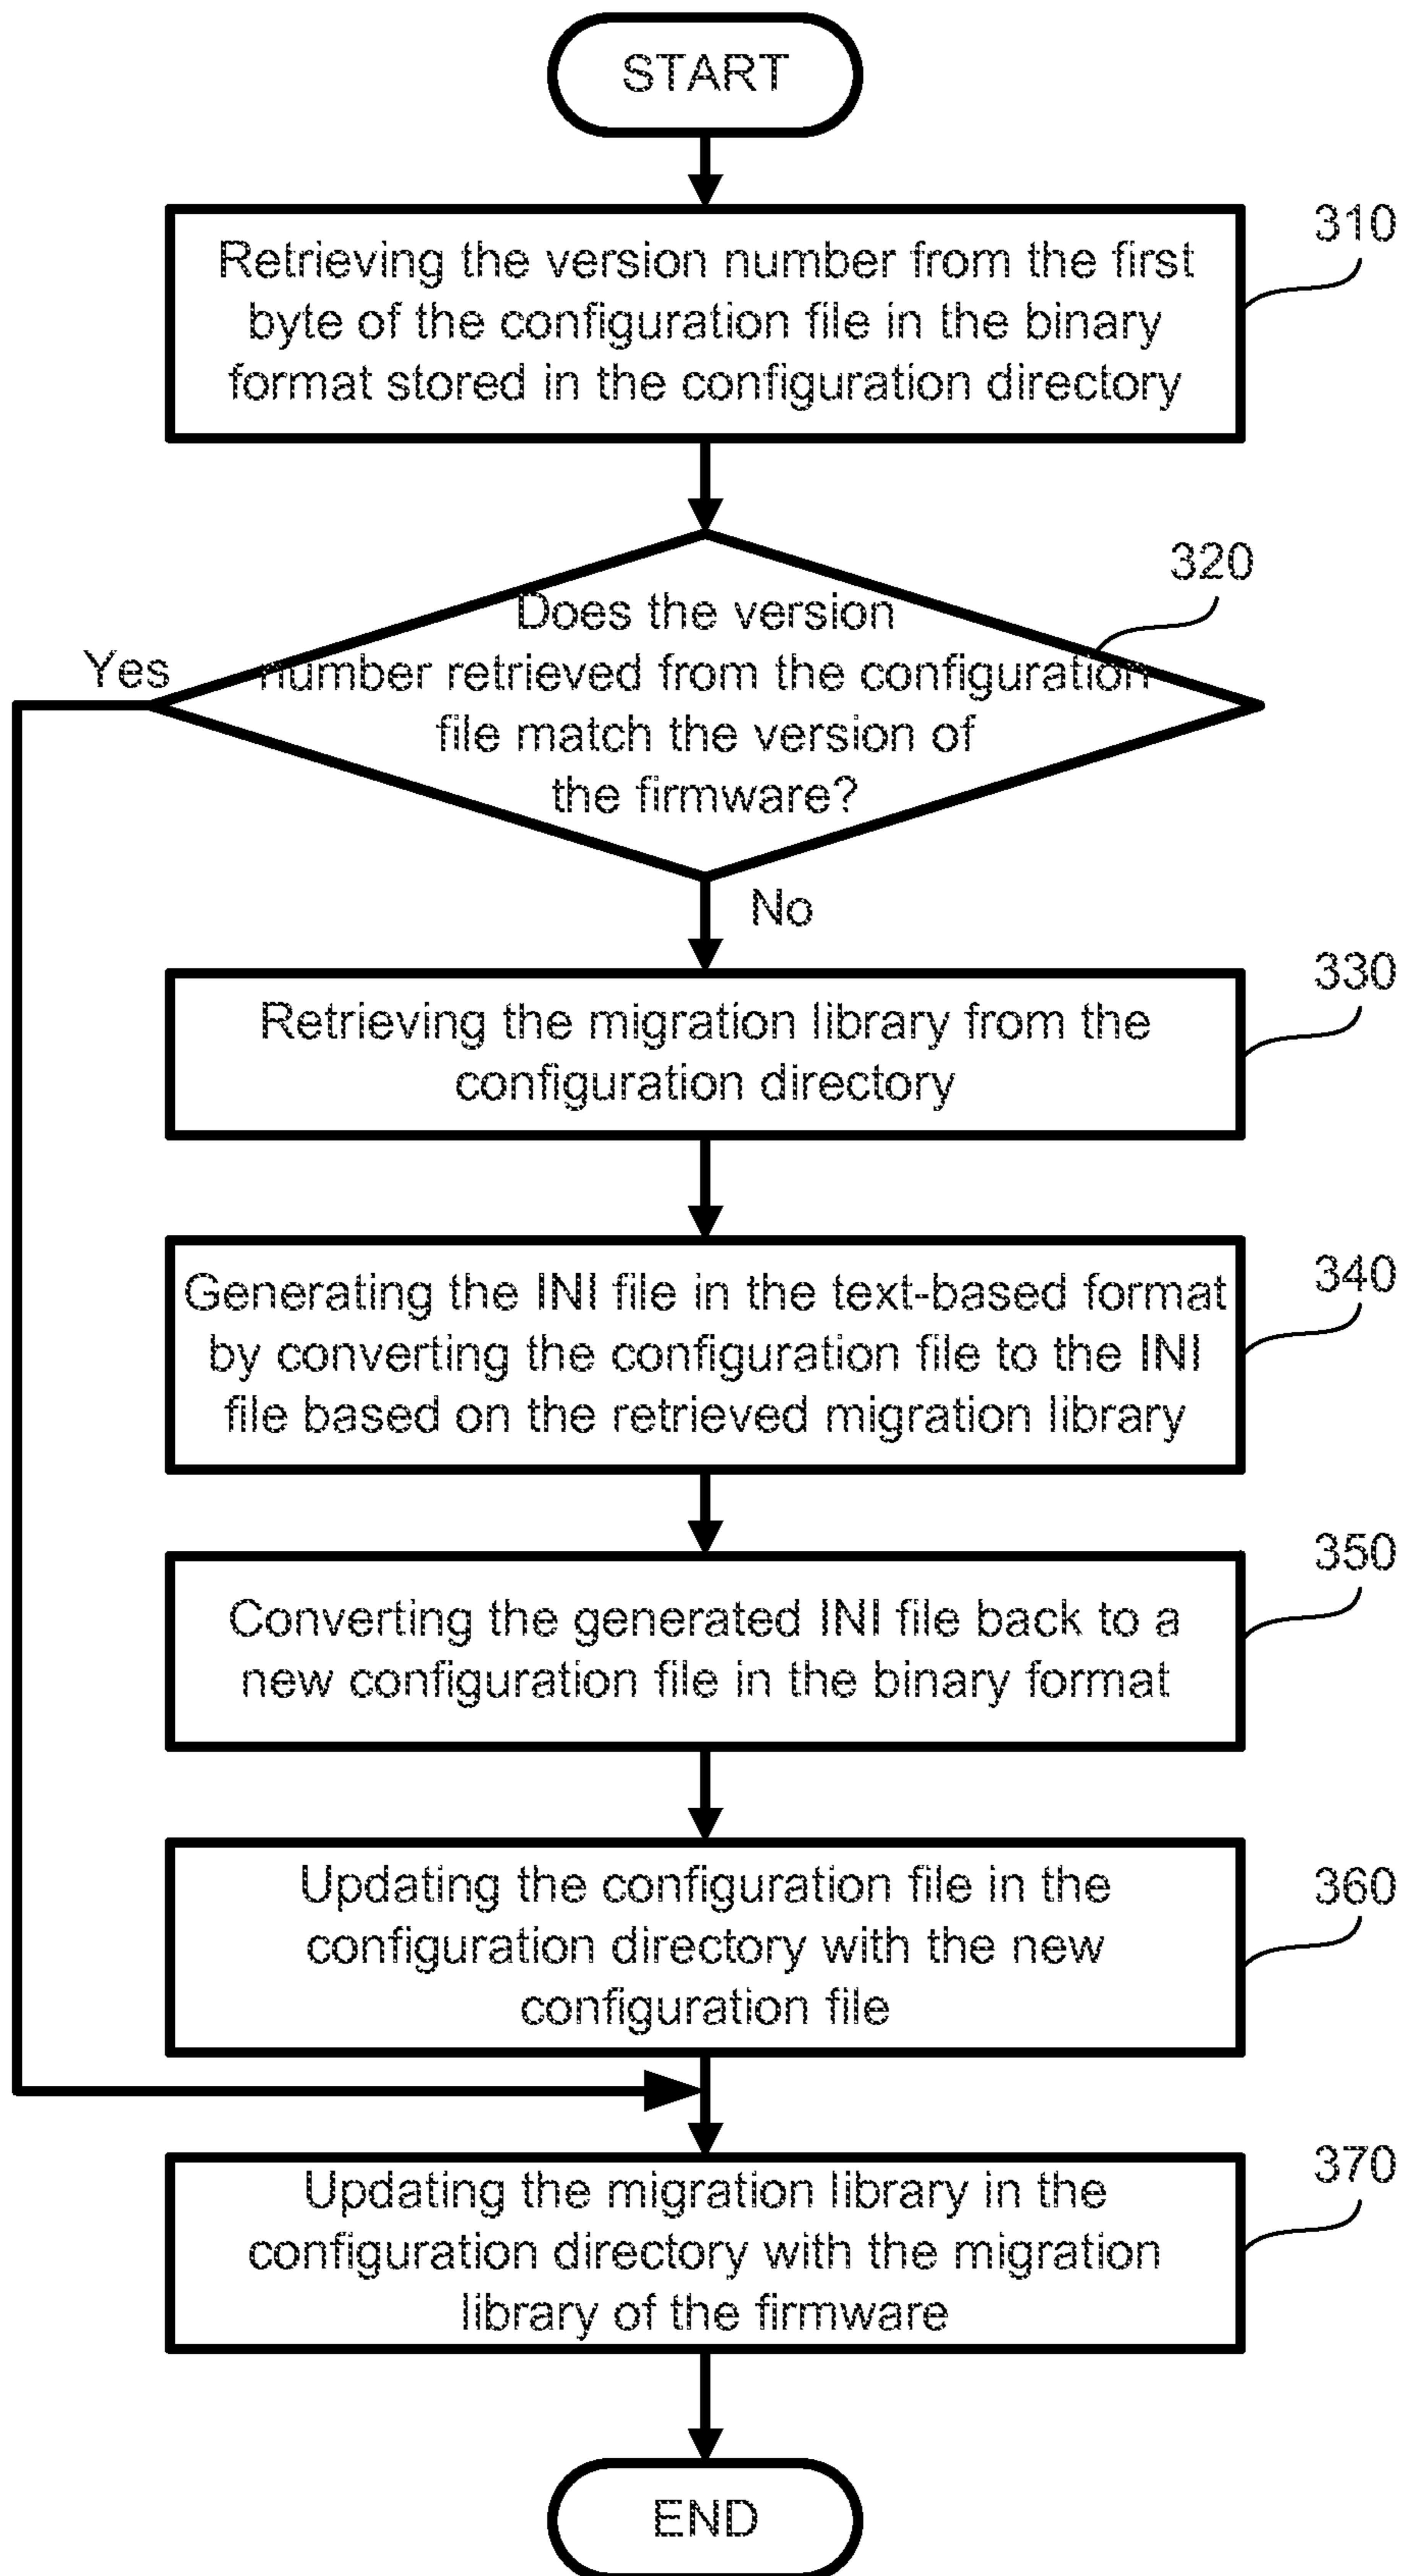 START
310
Retrieving the version number from the first
byte of the configuration file in the binary
format stored in the configuration directory
320
Does the version
number retrieved from the configuration
file match the version of
the firmware?
Yes
No
330
Retrieving the migration library from the
configuration directory
340
Generating the INI file in the text-based format
by converting the configuration file to the INI
file based on the retrieved migration library
350
Converting the generated INI file back to a
new configuration file in the binary format
360
Updating the configuration file in the
configuration directory with the new
configuration file
370
Updating the migration library in the
configuration directory with the migration
library of the firmware
END